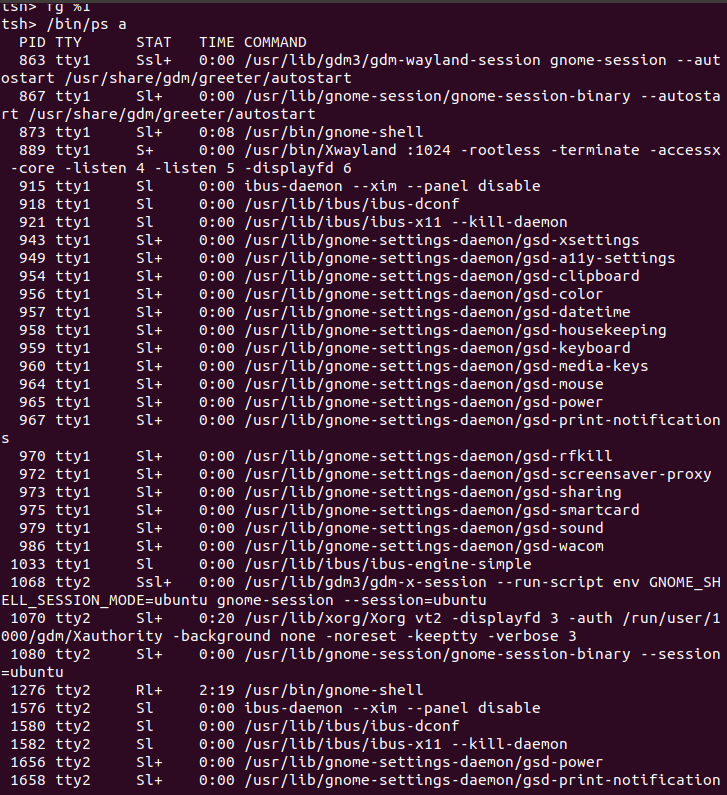 tsh> fg %1
tsh> /bin/ps a
  PID TTY      STAT   TIME COMMAND
  863 tty1     Ssl+   0:00 /usr/lib/gdm3/gdm-wayland-session gnome-session --aut
ostart /usr/share/gdm/greeter/autostart
  867 tty1     Sl+    0:00 /usr/lib/gnome-session/gnome-session-binary --autosta
rt /usr/share/gdm/greeter/autostart
  873 tty1     Sl+    0:08 /usr/bin/gnome-shell
  889 tty1     S+     0:00 /usr/bin/Xwayland :1024 -rootless -terminate -accessx
 -core -listen 4 -listen 5 -displayfd 6
  915 tty1     Sl     0:00 ibus-daemon --xim --panel disable
  918 tty1     Sl     0:00 /usr/lib/ibus/ibus-dconf
  921 tty1     Sl     0:00 /usr/lib/ibus/ibus-x11 --kill-daemon
  943 tty1     Sl+    0:00 /usr/lib/gnome-settings-daemon/gsd-xsettings
  949 tty1     Sl+    0:00 /usr/lib/gnome-settings-daemon/gsd-a11y-settings
  954 tty1     Sl+    0:00 /usr/lib/gnome-settings-daemon/gsd-clipboard
  956 tty1     Sl+    0:00 /usr/lib/gnome-settings-daemon/gsd-color
  957 tty1     Sl+    0:00 /usr/lib/gnome-settings-daemon/gsd-datetime
  958 tty1     Sl+    0:00 /usr/lib/gnome-settings-daemon/gsd-housekeeping
  959 tty1     Sl+    0:00 /usr/lib/gnome-settings-daemon/gsd-keyboard
  960 tty1     Sl+    0:00 /usr/lib/gnome-settings-daemon/gsd-media-keys
  964 tty1     Sl+    0:00 /usr/lib/gnome-settings-daemon/gsd-mouse
  965 tty1     Sl+    0:00 /usr/lib/gnome-settings-daemon/gsd-power
  967 tty1     Sl+    0:00 /usr/lib/gnome-settings-daemon/gsd-print-notification
s
  970 tty1     Sl+    0:00 /usr/lib/gnome-settings-daemon/gsd-rfkill
  972 tty1     Sl+    0:00 /usr/lib/gnome-settings-daemon/gsd-screensaver-proxy
  973 tty1     Sl+    0:00 /usr/lib/gnome-settings-daemon/gsd-sharing
  975 tty1     Sl+    0:00 /usr/lib/gnome-settings-daemon/gsd-smartcard
  979 tty1     Sl+    0:00 /usr/lib/gnome-settings-daemon/gsd-sound
  986 tty1     Sl+    0:00 /usr/lib/gnome-settings-daemon/gsd-wacom
 1033 tty1     Sl     0:00 /usr/lib/ibus/ibus-engine-simple
 1068 tty2     Ssl+   0:00 /usr/lib/gdm3/gdm-x-session --run-script env GNOME_SH
ELL_SESSION_MODE=ubuntu gnome-session --session=ubuntu
 1070 tty2     Sl+    0:20 /usr/lib/xorg/Xorg vt2 -displayfd 3 -auth /run/user/1
000/gdm/Xauthority -background none -noreset -keeptty -verbose 3
 1080 tty2     Sl+    0:00 /usr/lib/gnome-session/gnome-session-binary --session
=ubuntu
 1276 tty2     Rl+    2:19 /usr/bin/gnome-shell
 1576 tty2     Sl     0:00 ibus-daemon --xim --panel disable
 1580 tty2     Sl     0:00 /usr/lib/ibus/ibus-dconf
 1582 tty2     Sl     0:00 /usr/lib/ibus/ibus-x11 --kill-daemon
 1656 tty2     Sl+    0:00 /usr/lib/gnome-settings-daemon/gsd-power
 1658 tty2     Sl+    0:00 /usr/lib/gnome-settings-daemon/gsd-print-notification